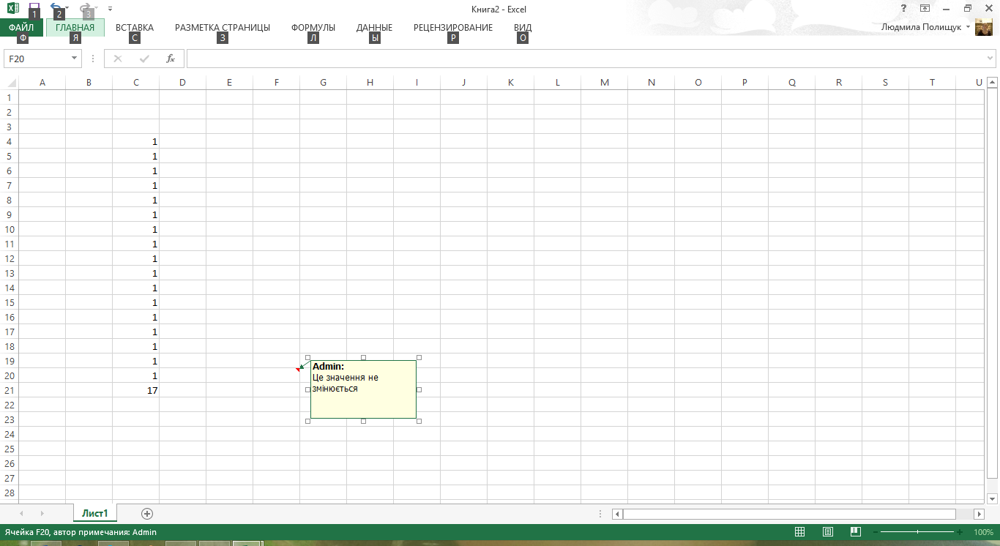 Книга2 - Excel
1 2 3
ФАЙЛ ГЛАВНАЯ ВСТАВКА РАЗМЕТКА СТРАНИЦЫ ФОРМУЛЫ ДАННЫЕ РЕЦЕНЗИРОВАНИЕ ВИД Людмила Полищук
Ф Я С З Л Ы Р О
F20 fx
A B C D E F G H I J K L M N O P Q R S T U
1
2
3
4 1
5 1
6 1
7 1
8 1
9 1
10 1
11 1
12 1
13 1
14 1
15 1
16 1
17 1
18 1
19 1
20 1
21 17
22
23
24
25
26
27
28
Admin:
Це значення не
змінюється
Лист1
Ячейка F20, автор примечания: Admin 100%